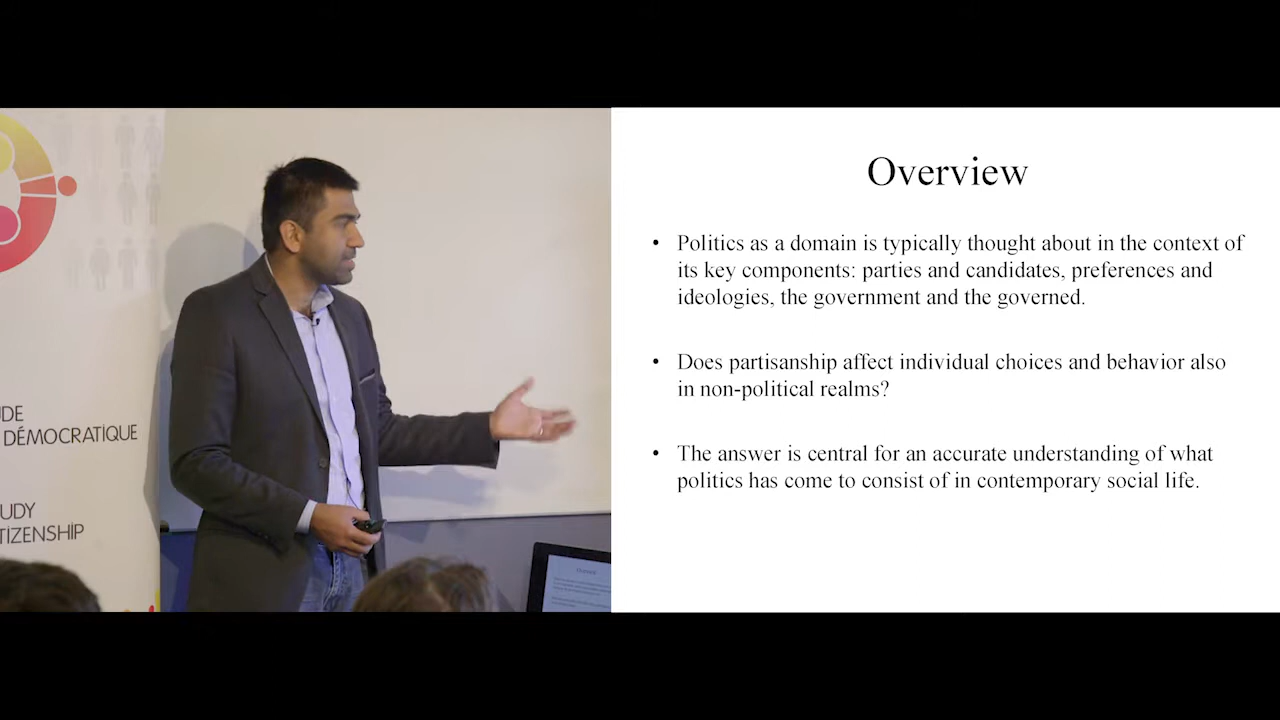 DE
DÉMOCRATIQUE
UDY
TIZENSHIP
Overview
• Politics as a domain is typically thought about in the context of
its key components: parties and candidates, preferences and
ideologies, the government and the governed.
• Does partisanship affect individual choices and behavior also
in non-political realms?
• The answer is central for an accurate understanding of what
politics has come to consist of in contemporary social life.